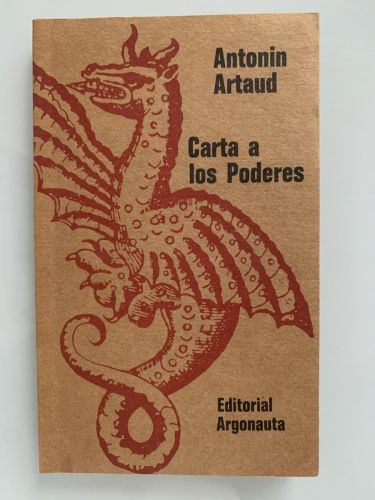 Antonin
Artaud
Carta a
los Poderes
Editorial
Argonauta